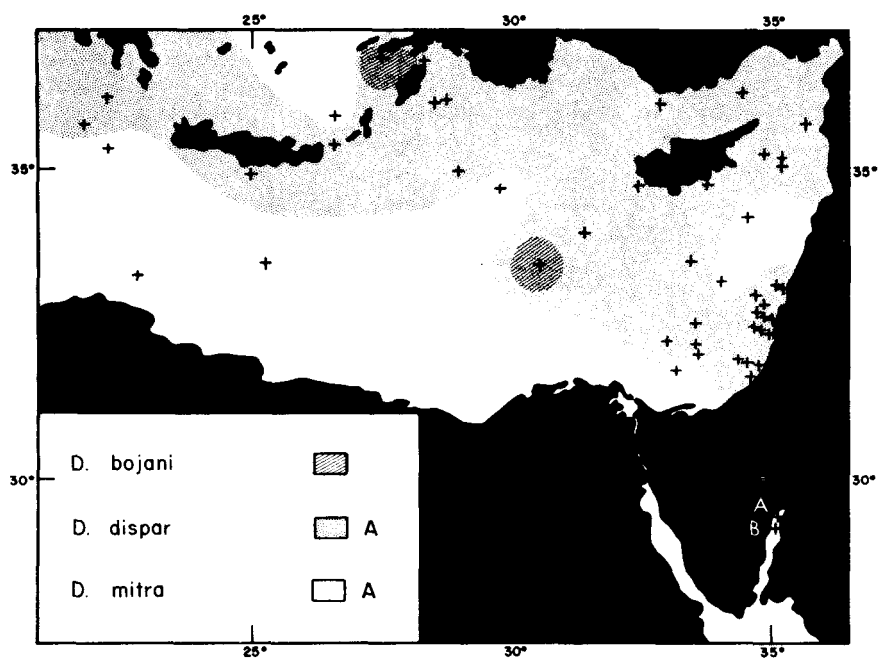 25° 30° 35°
35° 35°
30° 30°
A
B
D. bojani
D. dispar A
D. mitra A
25° 30° 35°